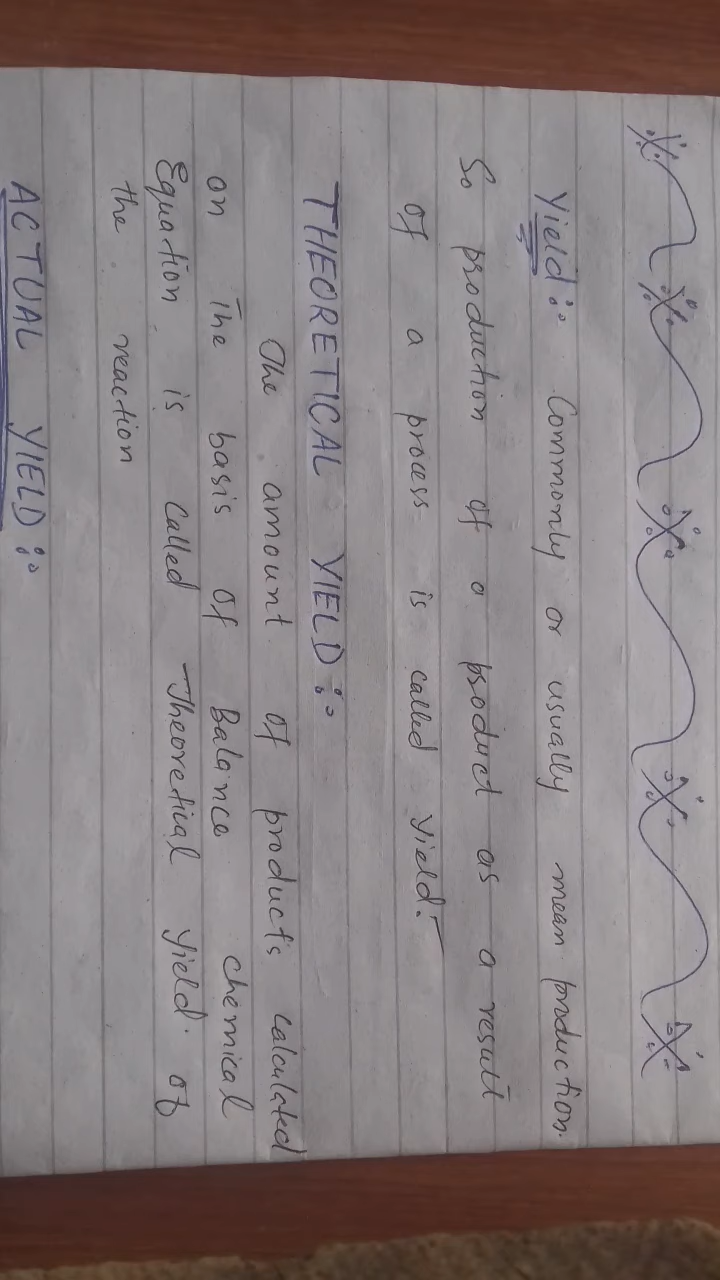 Yield:- Commonly or usually mean production.
So production of a product as a result
of a process is called yield.
THEORETICAL YIELD:-
The amount of products calculated
on the basis of Balance chemical
Equation is called Theoretical yield of
the reaction
ACTUAL YIELD:-